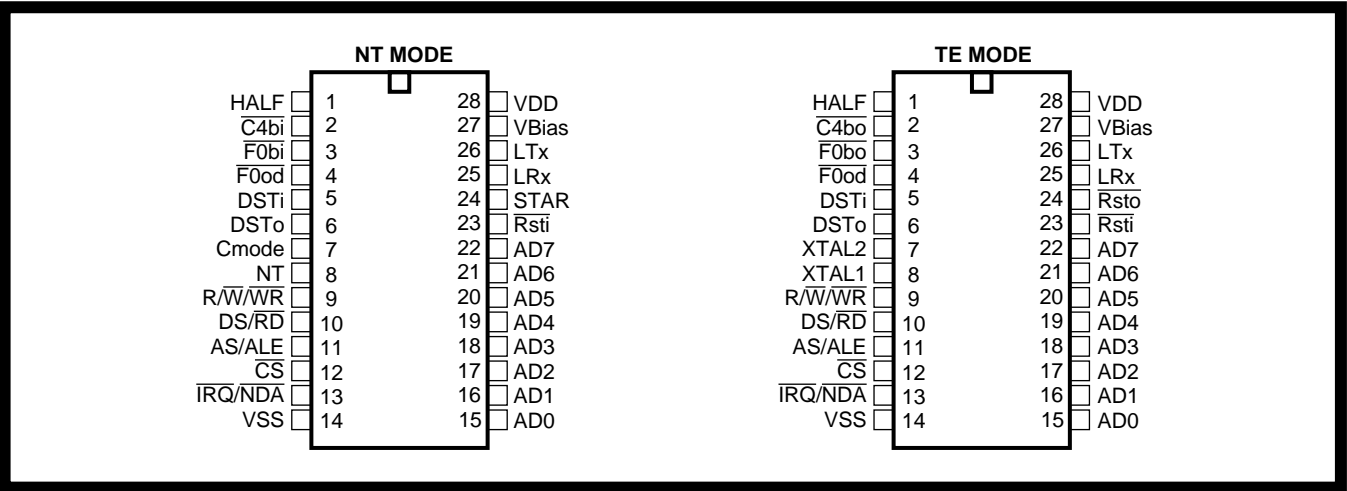 NT MODE
HALF 1 28 VDD
C4bi 2 27 VBias
F0bi 3 26 LTx
F0od 4 25 LRx
DSTi 5 24 STAR
DSTo 6 23 Rsti
Cmode 7 22 AD7
NT 8 21 AD6
R/W/WR 9 20 AD5
DS/RD 10 19 AD4
AS/ALE 11 18 AD3
CS 12 17 AD2
IRQ/NDA 13 16 AD1
VSS 14 15 AD0
TE MODE
HALF 1 28 VDD
C4bo 2 27 VBias
F0bo 3 26 LTx
F0od 4 25 LRx
DSTi 5 24 Rsto
DSTo 6 23 Rsti
XTAL2 7 22 AD7
XTAL1 8 21 AD6
R/W/WR 9 20 AD5
DS/RD 10 19 AD4
AS/ALE 11 18 AD3
CS 12 17 AD2
IRQ/NDA 13 16 AD1
VSS 14 15 AD0